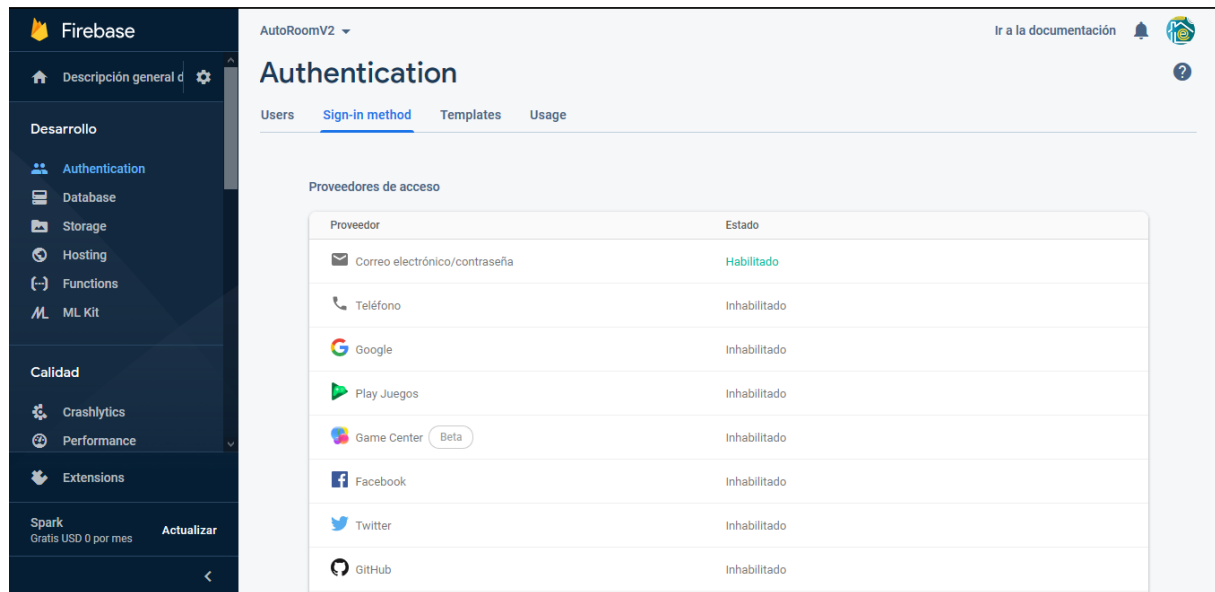 Firebase
Descripción general d
Desarrollo
Authentication
Database
Storage
Hosting
Functions
ML Kit
Calidad
Crashlytics
Performance
Extensions
Spark
Gratis USD 0 por mes
Actualizar
AutoRoomV2
Ir a la documentación
Authentication
Users Sign-in method Templates Usage
Proveedores de acceso
Proveedor Estado
Correo electrónico/contraseña Habilitado
Teléfono Inhabilitado
Google Inhabilitado
Play Juegos Inhabilitado
Game Center Beta Inhabilitado
Facebook Inhabilitado
Twitter Inhabilitado
GitHub Inhabilitado